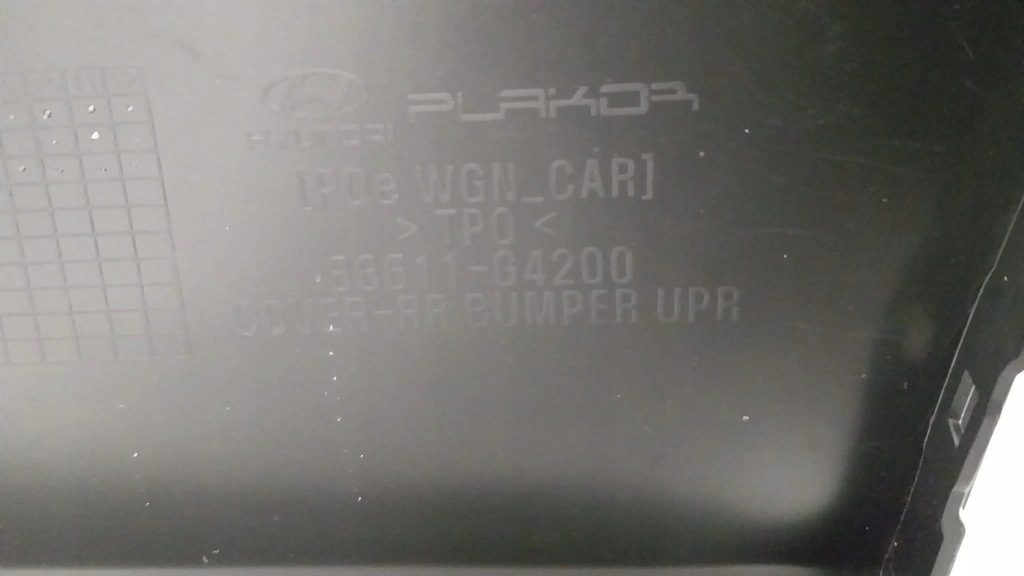 PLAKOR
HYUNDAI
[PDe WGN_CAR]
> TPO <
86611-G4200
COVER-RR BUMPER UPR